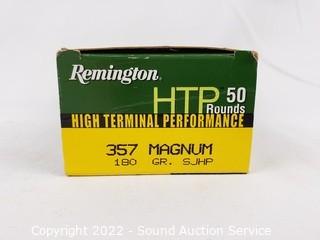 Remington
HTP 50
Rounds
HIGH TERMINAL PERFORMANCE
357 MAGNUM
180 GR. SJHP
Copyright 2022 - Sound Auction Service